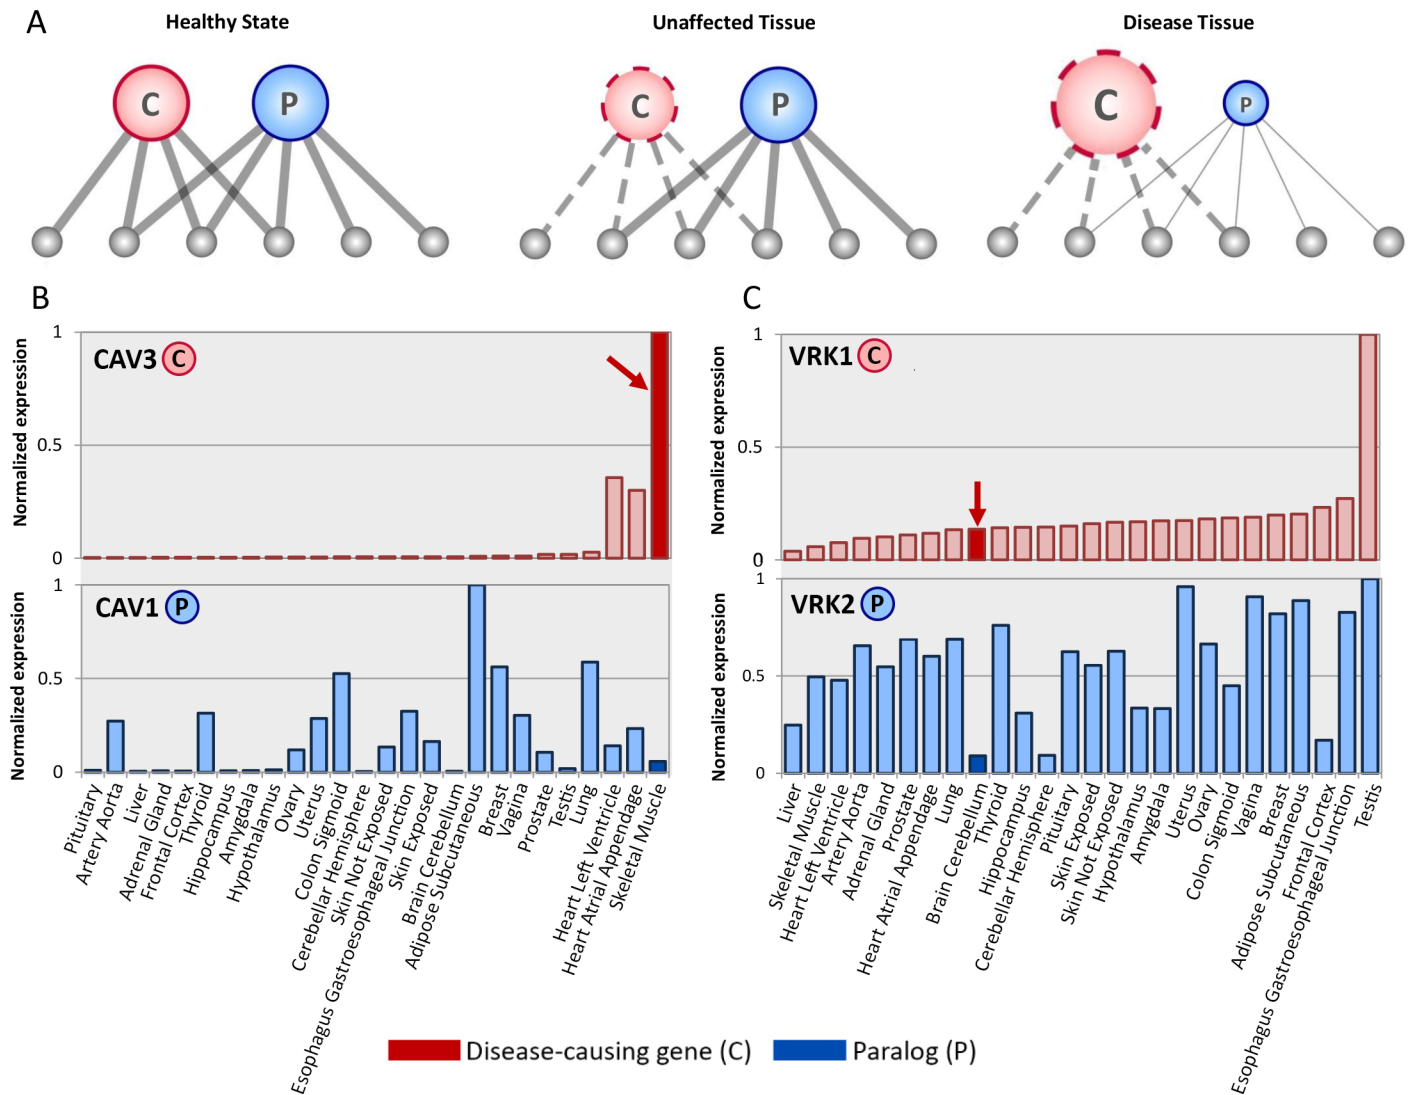 A
Healthy State
Unaffected Tissue
Disease Tissue
C
P
C
P
C
P
B
Normalized expression
1
0.5
0
CAV3 C
Normalized expression
1
0.5
0
CAV1 P
Pituitary
Artery Aorta
Liver
Adrenal Gland
Frontal Cortex
Thyroid
Hippocampus
Amygdala
Hypothalamus
Ovary
Uterus
Colon Sigmoid
Cerebellar Hemisphere
Skin Not Exposed
Esophagus Gastroesophageal Junction
Skin Exposed
Brain Cerebellum
Adipose Subcutaneous
Breast
Vagina
Prostate
Testis
Lung
Heart Left Ventricle
Heart Atrial Appendage
Skeletal Muscle
C
Normalized expression
1
0.5
0
VRK1 C
Normalized expression
1
0.5
0
VRK2 P
Liver
Skeletal Muscle
Heart Left Ventricle
Artery Aorta
Adrenal Gland
Prostate
Heart Atrial Appendage
Lung
Brain Cerebellum
Thyroid
Hippocampus
Cerebellar Hemisphere
Pituitary
Skin Exposed
Skin Not Exposed
Hypothalamus
Amygdala
Uterus
Ovary
Colon Sigmoid
Vagina
Breast
Adipose Subcutaneous
Frontal Cortex
Esophagus Gastroesophageal Junction
Testis
Disease-causing gene (C)
Paralog (P)